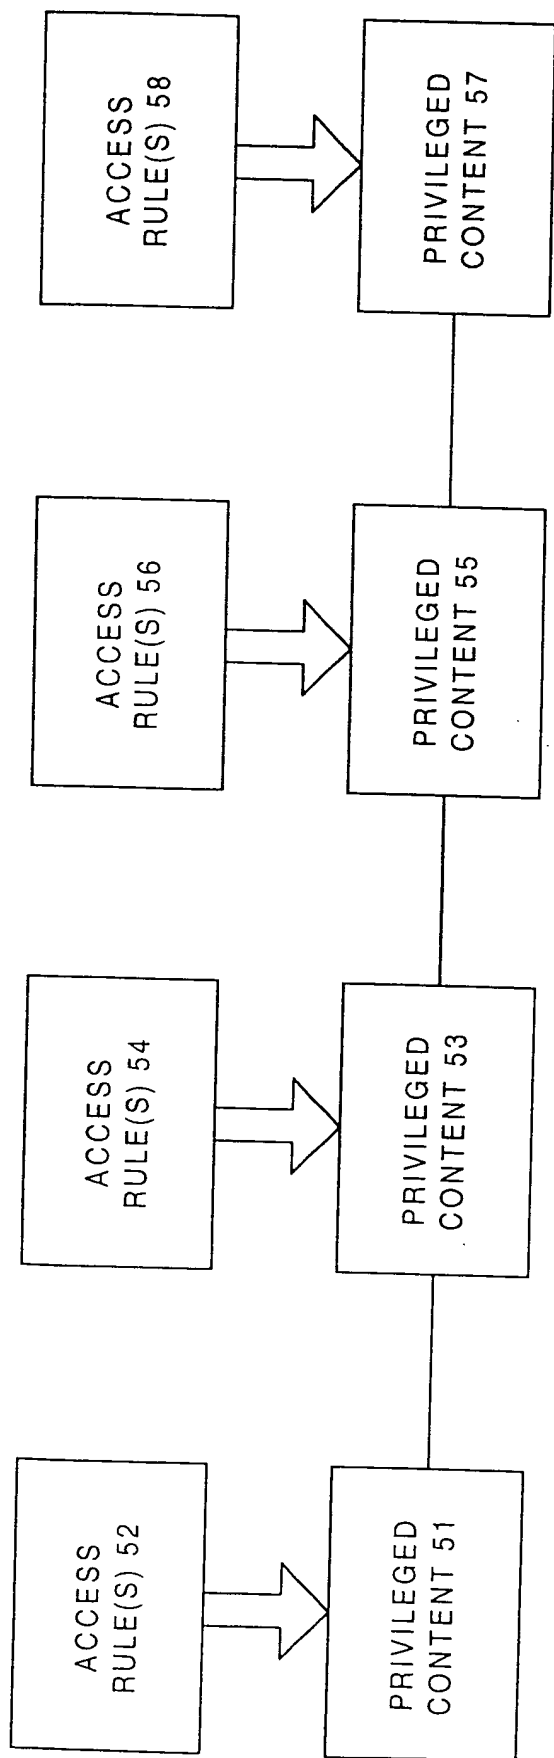 ACCESS
RULE(S) 52
PRIVILEGED
CONTENT 51
ACCESS
RULE(S) 54
PRIVILEGED
CONTENT 53
ACCESS
RULE(S) 56
PRIVILEGED
CONTENT 55
ACCESS
RULE(S) 58
PRIVILEGED
CONTENT 57